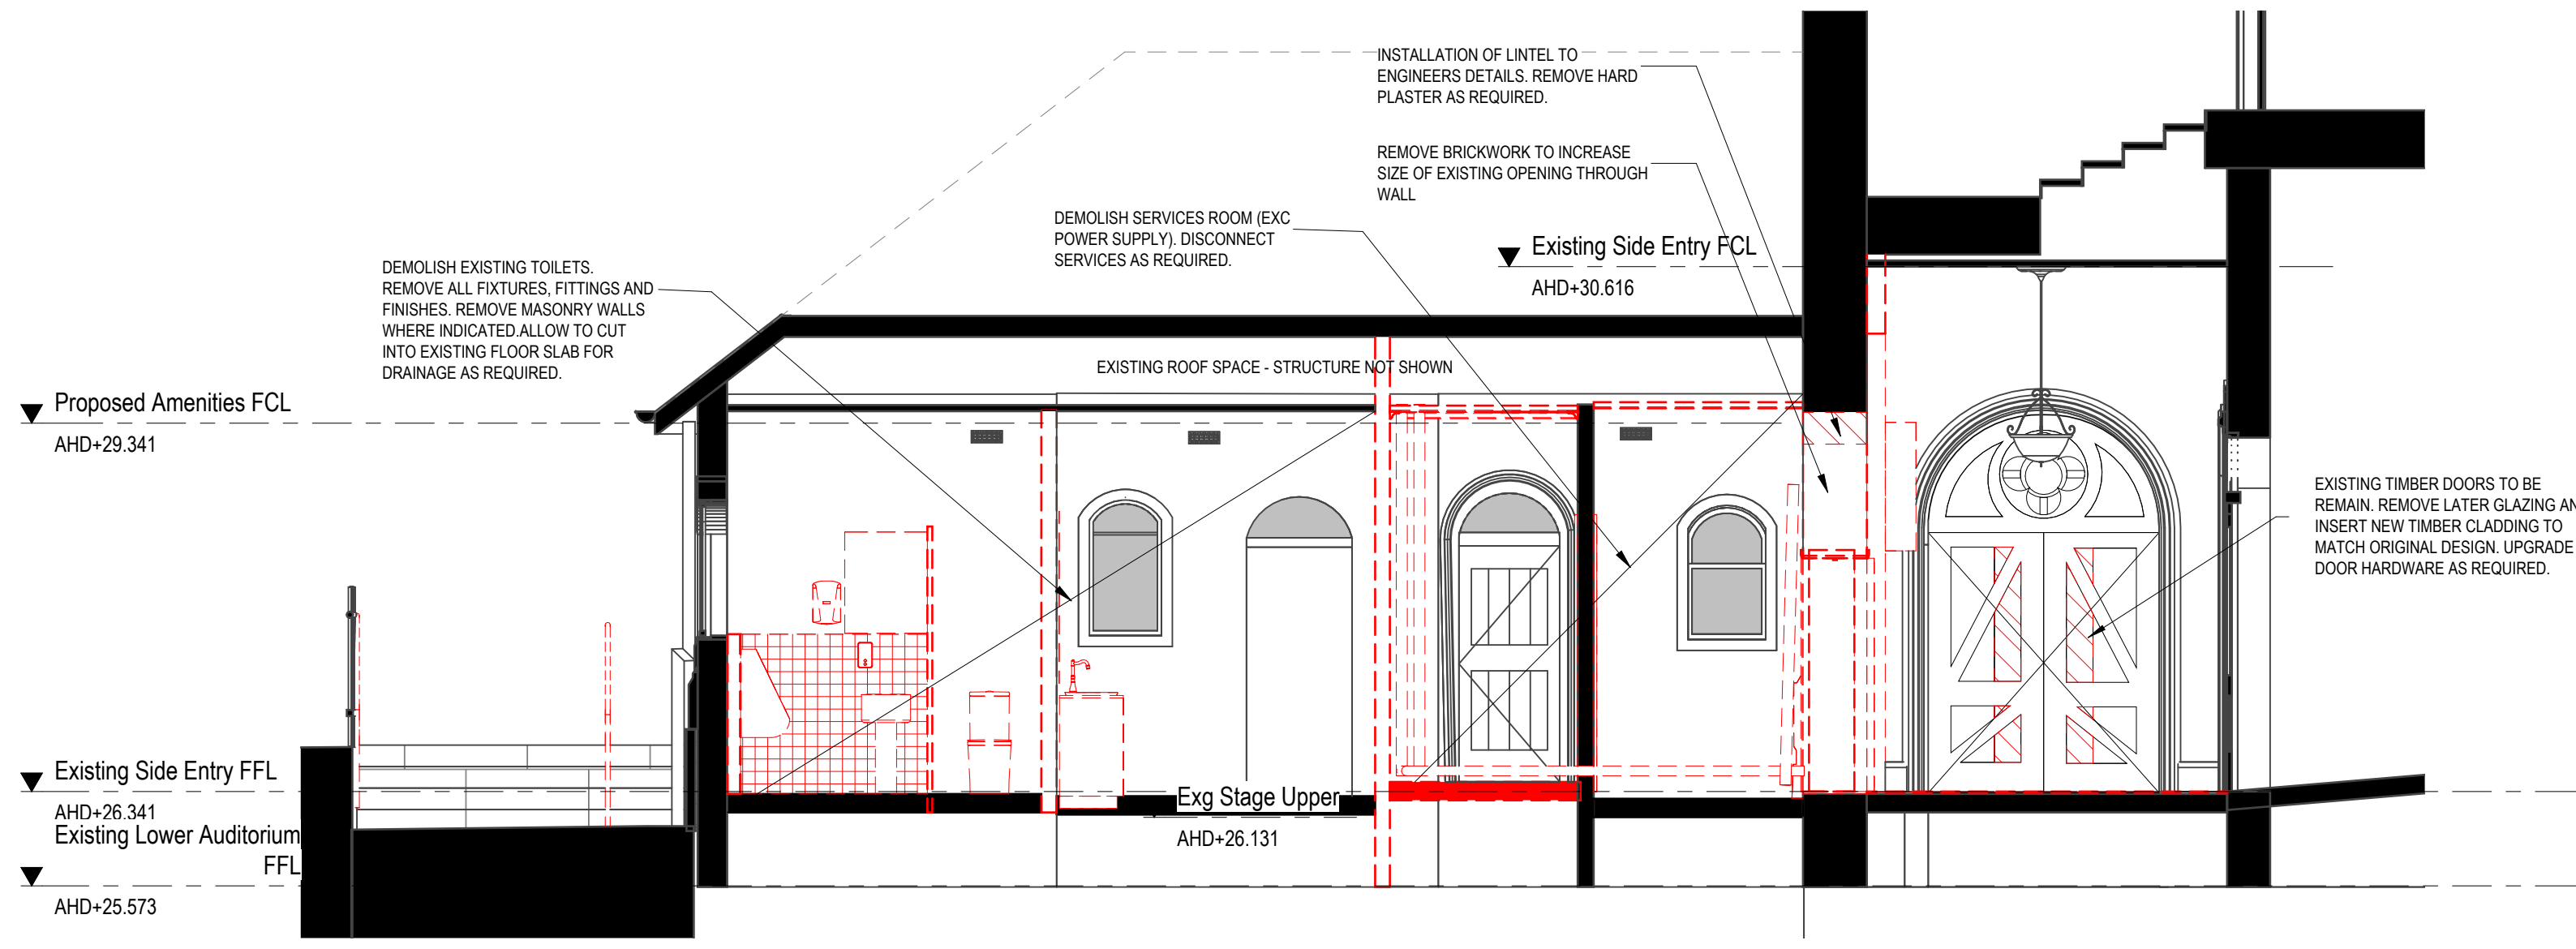 INSTALLATION OF LINTEL TO
ENGINEERS DETAILS. REMOVE HARD
PLASTER AS REQUIRED.
REMOVE BRICKWORK TO INCREASE
SIZE OF EXISTING OPENING THROUGH
WALL
DEMOLISH SERVICES ROOM (EXC
POWER SUPPLY). DISCONNECT
SERVICES AS REQUIRED.
Existing Side Entry FCL
AHD+30.616
DEMOLISH EXISTING TOILETS.
REMOVE ALL FIXTURES, FITTINGS AND
FINISHES. REMOVE MASONRY WALLS
WHERE INDICATED.ALLOW TO CUT
INTO EXISTING FLOOR SLAB FOR
DRAINAGE AS REQUIRED.
EXISTING ROOF SPACE - STRUCTURE NOT SHOWN
Proposed Amenities FCL
AHD+29.341
EXISTING TIMBER DOORS TO BE
REMAIN. REMOVE LATER GLAZING AN
INSERT NEW TIMBER CLADDING TO
MATCH ORIGINAL DESIGN. UPGRADE
DOOR HARDWARE AS REQUIRED.
Existing Side Entry FFL
AHD+26.341
Exg Stage Upper
AHD+26.131
Existing Lower Auditorium
FFL
AHD+25.573